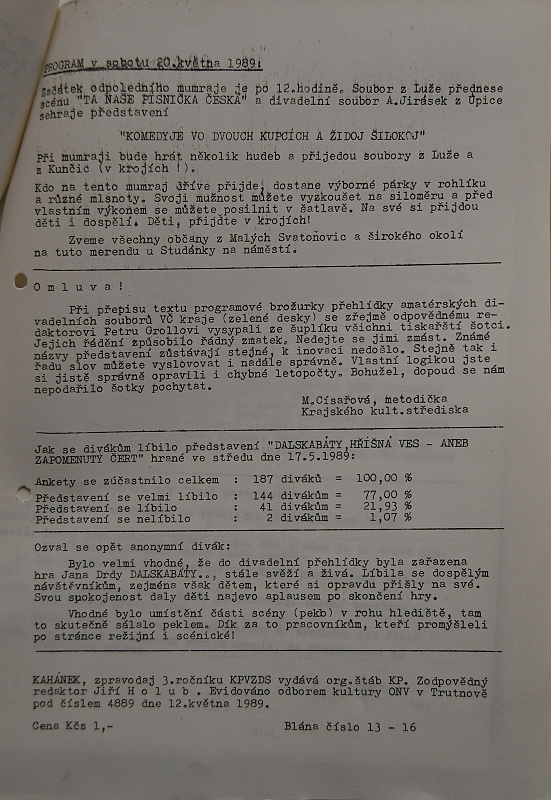 PROGRAM v sobotu 20.května 1989:
Začátek odpoledního mumraje je po 12.hodině. Soubor z Luže přednese
scénu "TA NAŠE PÍSNIČKA ČESKÁ" a divadelní soubor A.Jirásek z Úpice
sehraje představení
"KOMEDYJE VO DVOUCH KUPCÍCH A ŽIDOJ ŠILOKOJ"
Při mumraji bude hrát několik hudeb a přijedou soubory z Luže a
z Kunčic (v krojích !).
Kdo na tento mumraj dříve přijde, dostane výborné párky v rohlíku
a různé mlsnoty. Svoji mužnost můžete vyzkoušet na siloměru a před
vlastním výkonem se můžete posilnit v šatlavě. Na své si přijdou
děti i dospělí. Děti, přijďte v krojích!
Zveme všechny občany z Malých Svatoňovic a širokého okolí
na tuto merendu u Studánky na náměstí.
O m l u v a !
Při přepisu textu programové brožurky přehlídky amatérských di-
vadelních souborů VČ kraje (zelené desky) se zřejmě odpovědnému re-
daktorovi Petru Grollovi vysypali ze šuplíku všichni tiskařští šotci.
Jejich řádění způsobilo řádný zmatek. Nedejte se jimi zmást. Známé
názvy představení zůstávají stejné, k inovaci nedošlo. Stejně tak i
řadu slov můžete vyslovovat i nadále správně. Vlastní logikou jste
si jistě správně opravili i chybné letopočty. Bohužel, dopoud se nám
nepodařilo šotky pochytat.
M.Císařová, metodička
Krajského kult.střediska
Jak se divákům líbilo představení "DALSKABÁTY,HŘÍŠNÁ VES - ANEB
ZAPOMENUTÝ ČERT" hrané ve středu dne 17.5.1989:
Ankety se zúčastnilo celkem : 187 diváků = 100,00 %
Představení se velmi líbilo : 144 divákům = 77,00 %
Představení se líbilo : 41 divákům = 21,93 %
Představení se nelíbilo : 2 divákům = 1,07 %
Ozval se opět anonymní divák:
Bylo velmi vhodné, že do divadelní přehlídky byla zařazena
hra Jana Drdy DALSKABÁTY.., stále svěží a živá. Líbila se dospělým
návštěvníkům, zejména však dětem, které si opravdu přišly na své.
Svou spokojenost daly děti najevo aplausem po skončení hry.
Vhodné bylo umístění části scény (peklo) v rohu hlediště, tam
to skutečně sálalo peklem. Dík za to pracovníkům, kteří promýšleli
po stránce režijní i scénické!
KAHÁNEK, zpravodaj 3.ročníku KPVZDS vydává org.štáb KP. Zodpovědný
redaktor Jiří H o l u b . Evidováno odborem kultury ONV v Trutnově
pod číslem 4889 dne 12.května 1989.
Cena Kčs 1,- Blána číslo 13 - 16